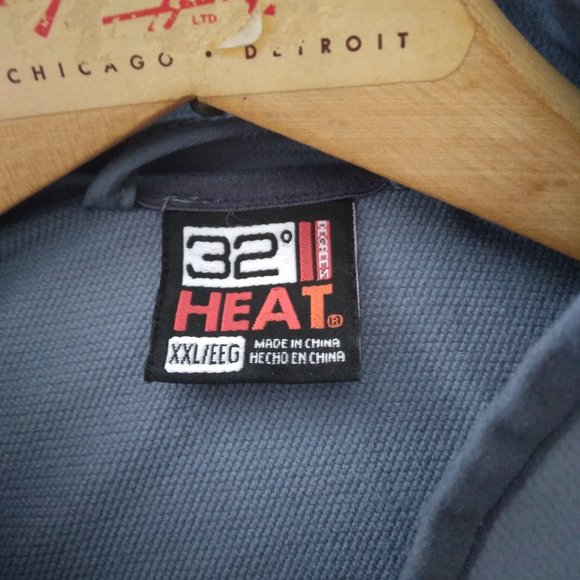 LTD
CHICAGO • DETROIT
32° DEGREES
HEAT®
XXL/EEG
MADE IN CHINA
HECHO EN CHINA